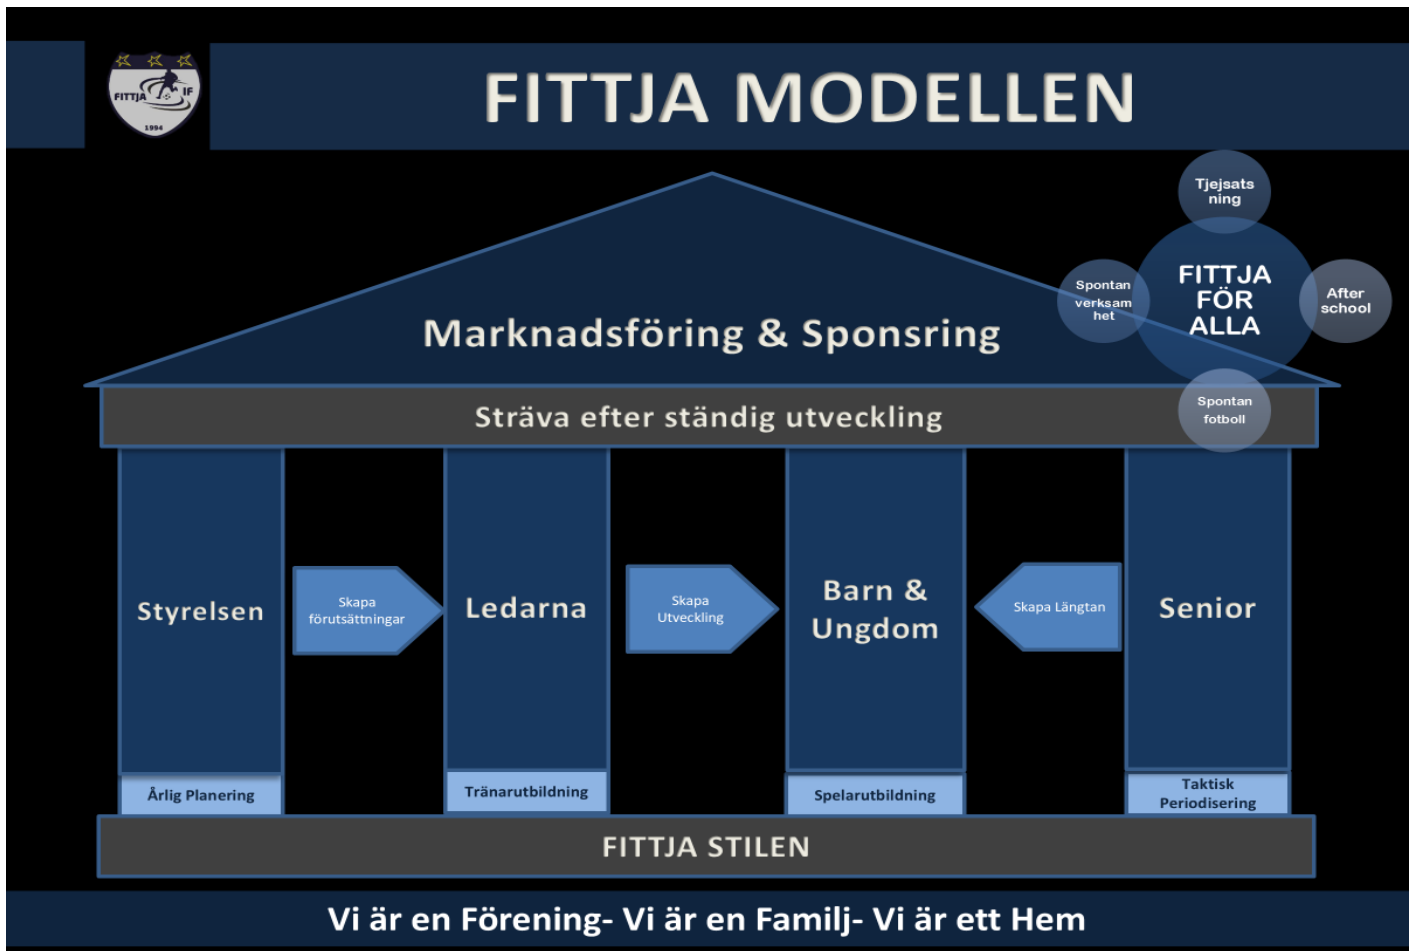 FITTJA IF
1994
FITTJA MODELLEN
Tjejsats
ning
Spontan
verksam
het
FITTJA
FÖR
ALLA
After
school
Spontan
fotboll
Marknadsföring & Sponsring
Sträva efter ständig utveckling
Styrelsen
Skapa
förutsättningar
Ledarna
Skapa
Utveckling
Barn &
Ungdom
Skapa Längtan
Senior
Årlig Planering
Tränarutbildning
Spelarutbildning
Taktisk
Periodisering
FITTJA STILEN
Vi är en Förening- Vi är en Familj- Vi är ett Hem